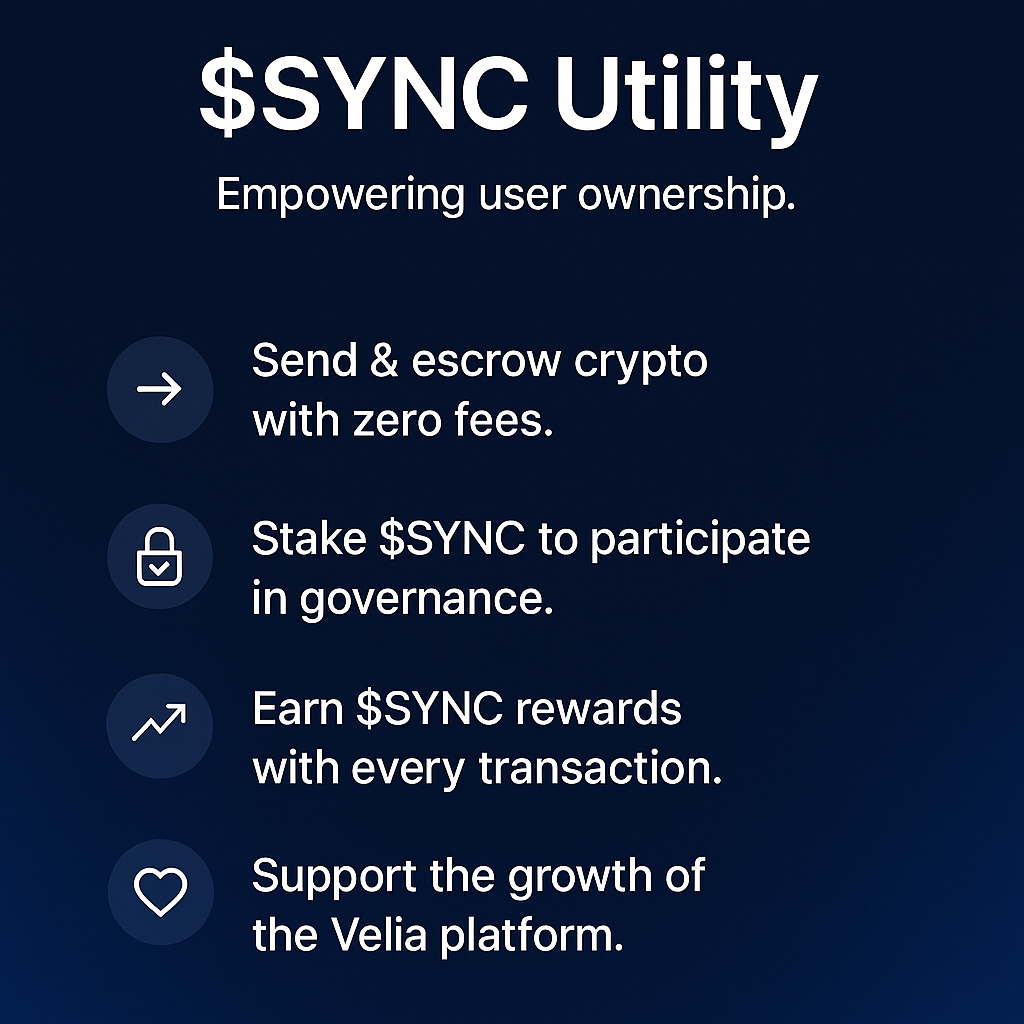 $SYNC Utility
Empowering user ownership.
Send & escrow crypto
with zero fees.
Stake $SYNC to participate
in governance.
Earn $SYNC rewards
with every transaction.
Support the growth of
the Velia platform.